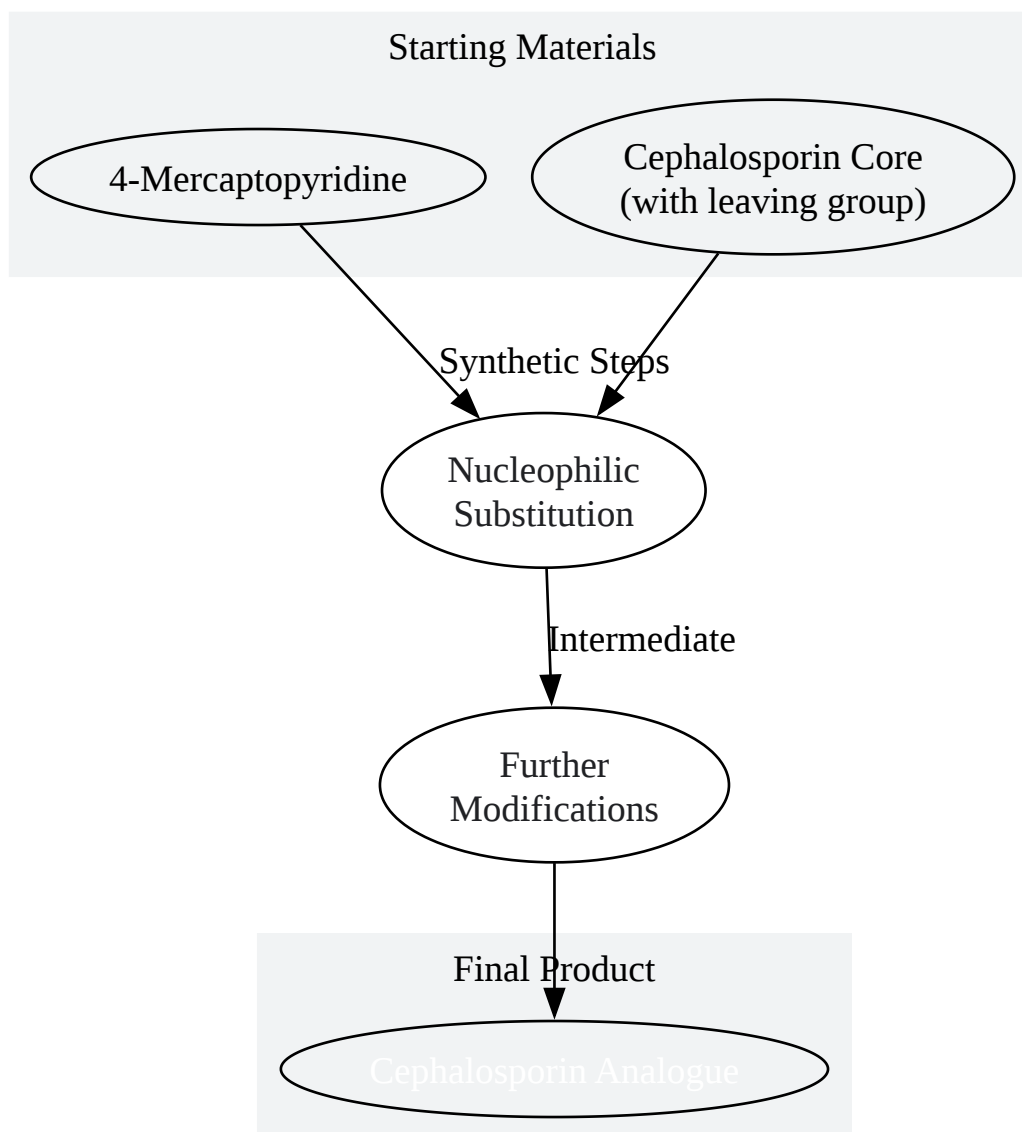 Starting Materials
4-Mercaptopyridine
Cephalosporin Core
(with leaving group)
Synthetic Steps
Nucleophilic
Substitution
Intermediate
Further
Modifications
Final Product
Cephalosporin Analogue